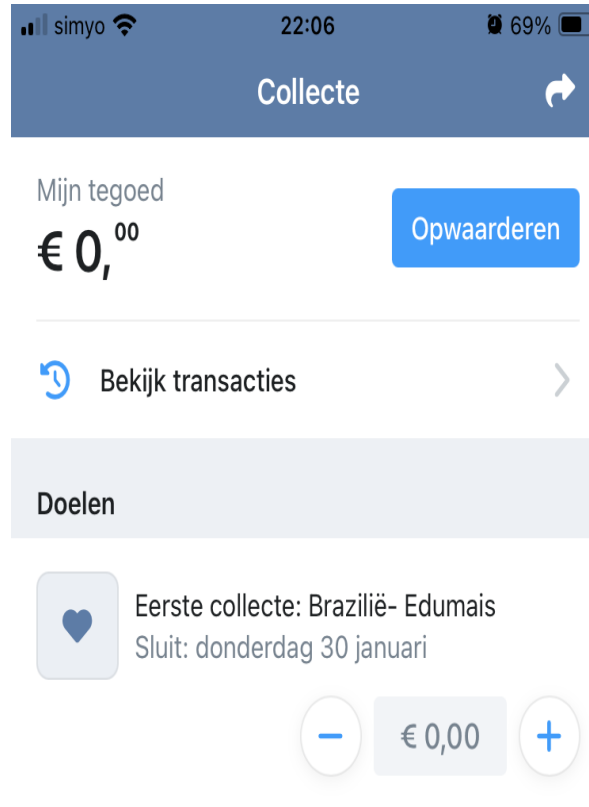 simyo 22:06 69%
Collecte
Mijn tegoed
€ 0,00
Opwaarderen
Bekijk transacties
Doelen
Eerste collecte: Brazilië- Edumais
Sluit: donderdag 30 januari
− € 0,00 +